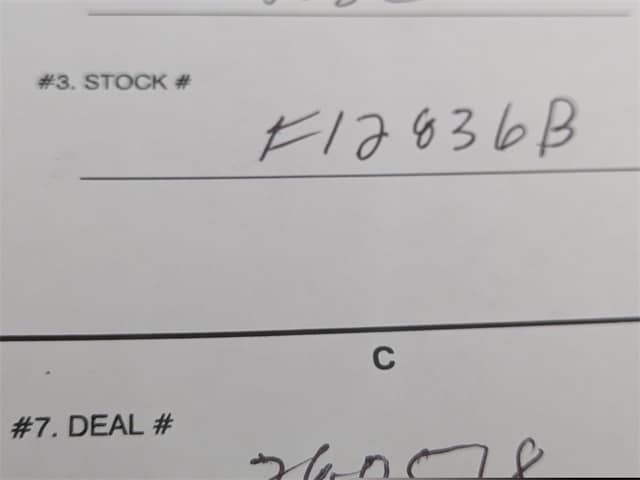 #3. STOCK #
F12836B
C
#7. DEAL #